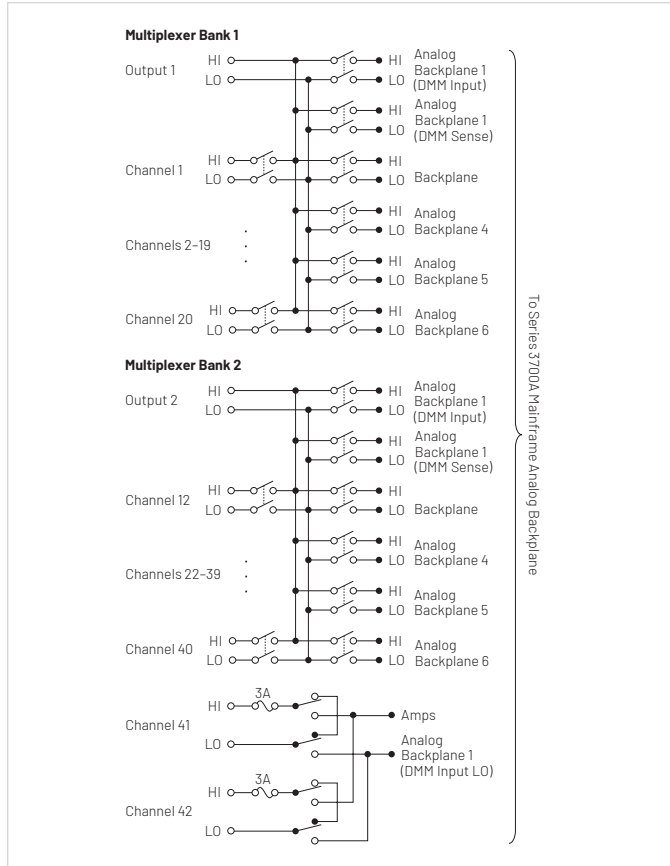 Multiplexer Bank 1
Output 1
HI
LO
HI Analog
Backplane 1
LO (DMM Input)
HI Analog
Backplane 1
LO (DMM Sense)
Channel 1
HI
LO
HI
LO Backplane
HI Analog
LO Backplane 4
Channels 2–19
HI Analog
LO Backplane 5
Channel 20
HI
LO
HI Analog
LO Backplane 6
Multiplexer Bank 2
Output 2
HI
LO
HI Analog
Backplane 1
LO (DMM Input)
HI Analog
Backplane 1
LO (DMM Sense)
Channel 12
HI
LO
HI
LO Backplane
HI Analog
LO Backplane 4
Channels 22–39
HI Analog
LO Backplane 5
Channel 40
HI
LO
HI Analog
LO Backplane 6
Channel 41
HI
3A
LO
Amps
Analog
Backplane 1
(DMM Input LO)
Channel 42
HI
3A
LO
To Series 3700A Mainframe Analog Backplane